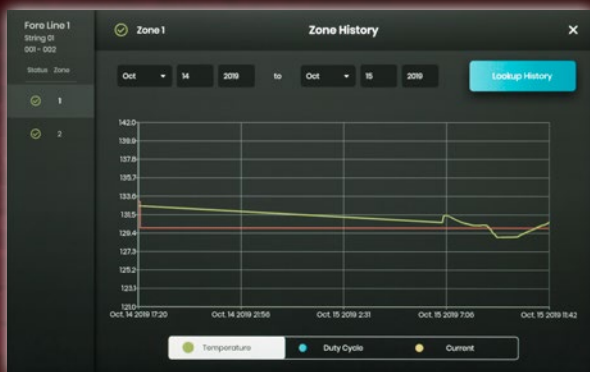 Fore Line 1
String 01
001 - 002
Status Zone
1
2
Zone 1
Zone History
×
Oct 14 2019 to Oct 15 2019
Lookup History
142.0
139.9
137.8
135.7
133.6
131.5
129.4
127.3
125.2
123.1
121.0
Oct, 14 2019 17:20 Oct, 14 2019 21:56 Oct, 15 2019 2:31 Oct, 15 2019 7:06 Oct, 15 2019 11:42
Temperature Duty Cycle Current